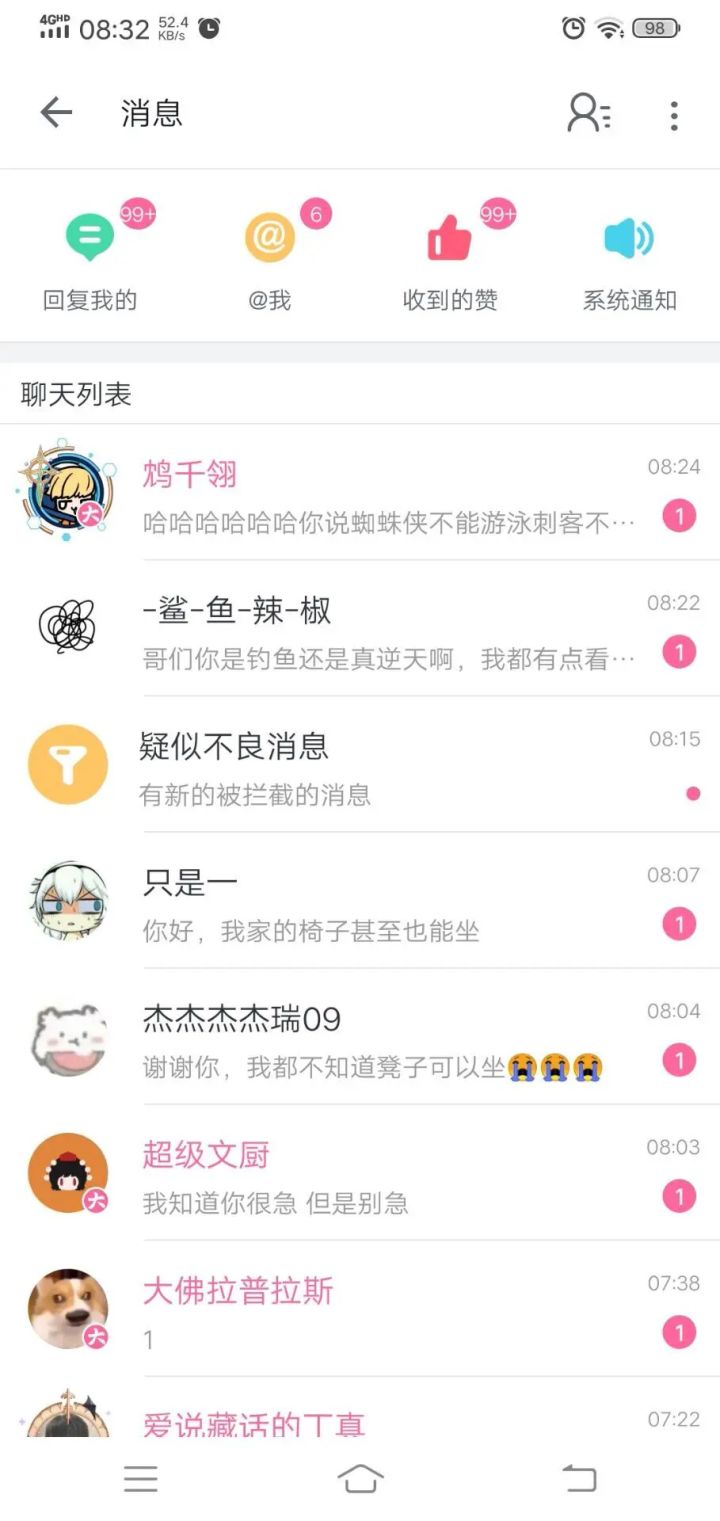 4GHD 08:32 52.4 KB/s 98
消息
99+ 6 99+
回复我的 @我 收到的赞 系统通知
聊天列表
鸩千翎 08:24
哈哈哈哈哈哈你说蜘蛛侠不能游泳刺客不… 1
-鲨-鱼-辣-椒 08:22
哥们你是钓鱼还是真逆天啊，我都有点看… 1
疑似不良消息 08:15
有新的被拦截的消息
只是一 08:07
你好，我家的椅子甚至也能坐 1
杰杰杰杰瑞09 08:04
谢谢你，我都不知道凳子可以坐😭😭😭 1
超级文厨 08:03
大 我知道你很急 但是别急 1
大佛拉普拉斯 07:38
大 1 1
爱说藏话的丁真 07:22